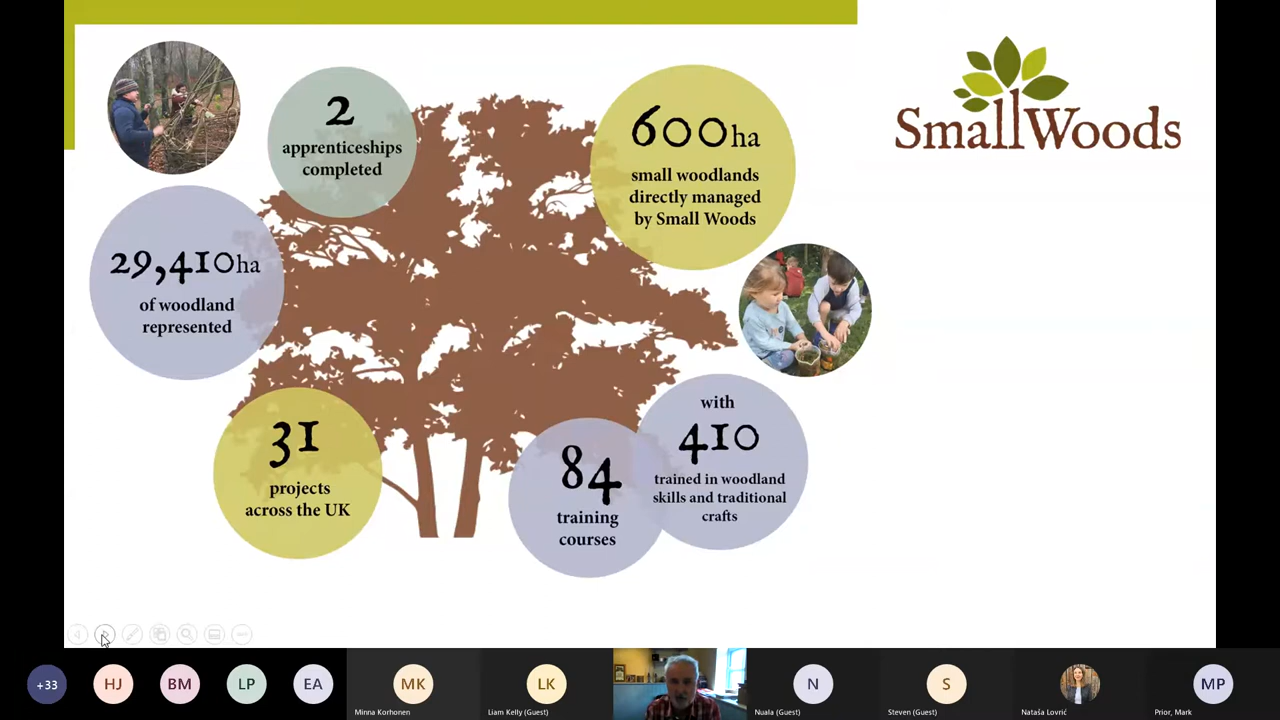 SmallWoods
2
apprenticeships
completed
600ha
small woodlands
directly managed
by Small Woods
29,410ha
of woodland
represented
31
projects
across the UK
84
training
courses
with
410
trained in woodland
skills and traditional
crafts
+33
HJ
BM
LP
EA
MK
Minna Korhonen
LK
Liam Kelly (Guest)
N
Nuala (Guest)
S
Steven (Guest)
Nataša Lovrić
MP
Prior, Mark